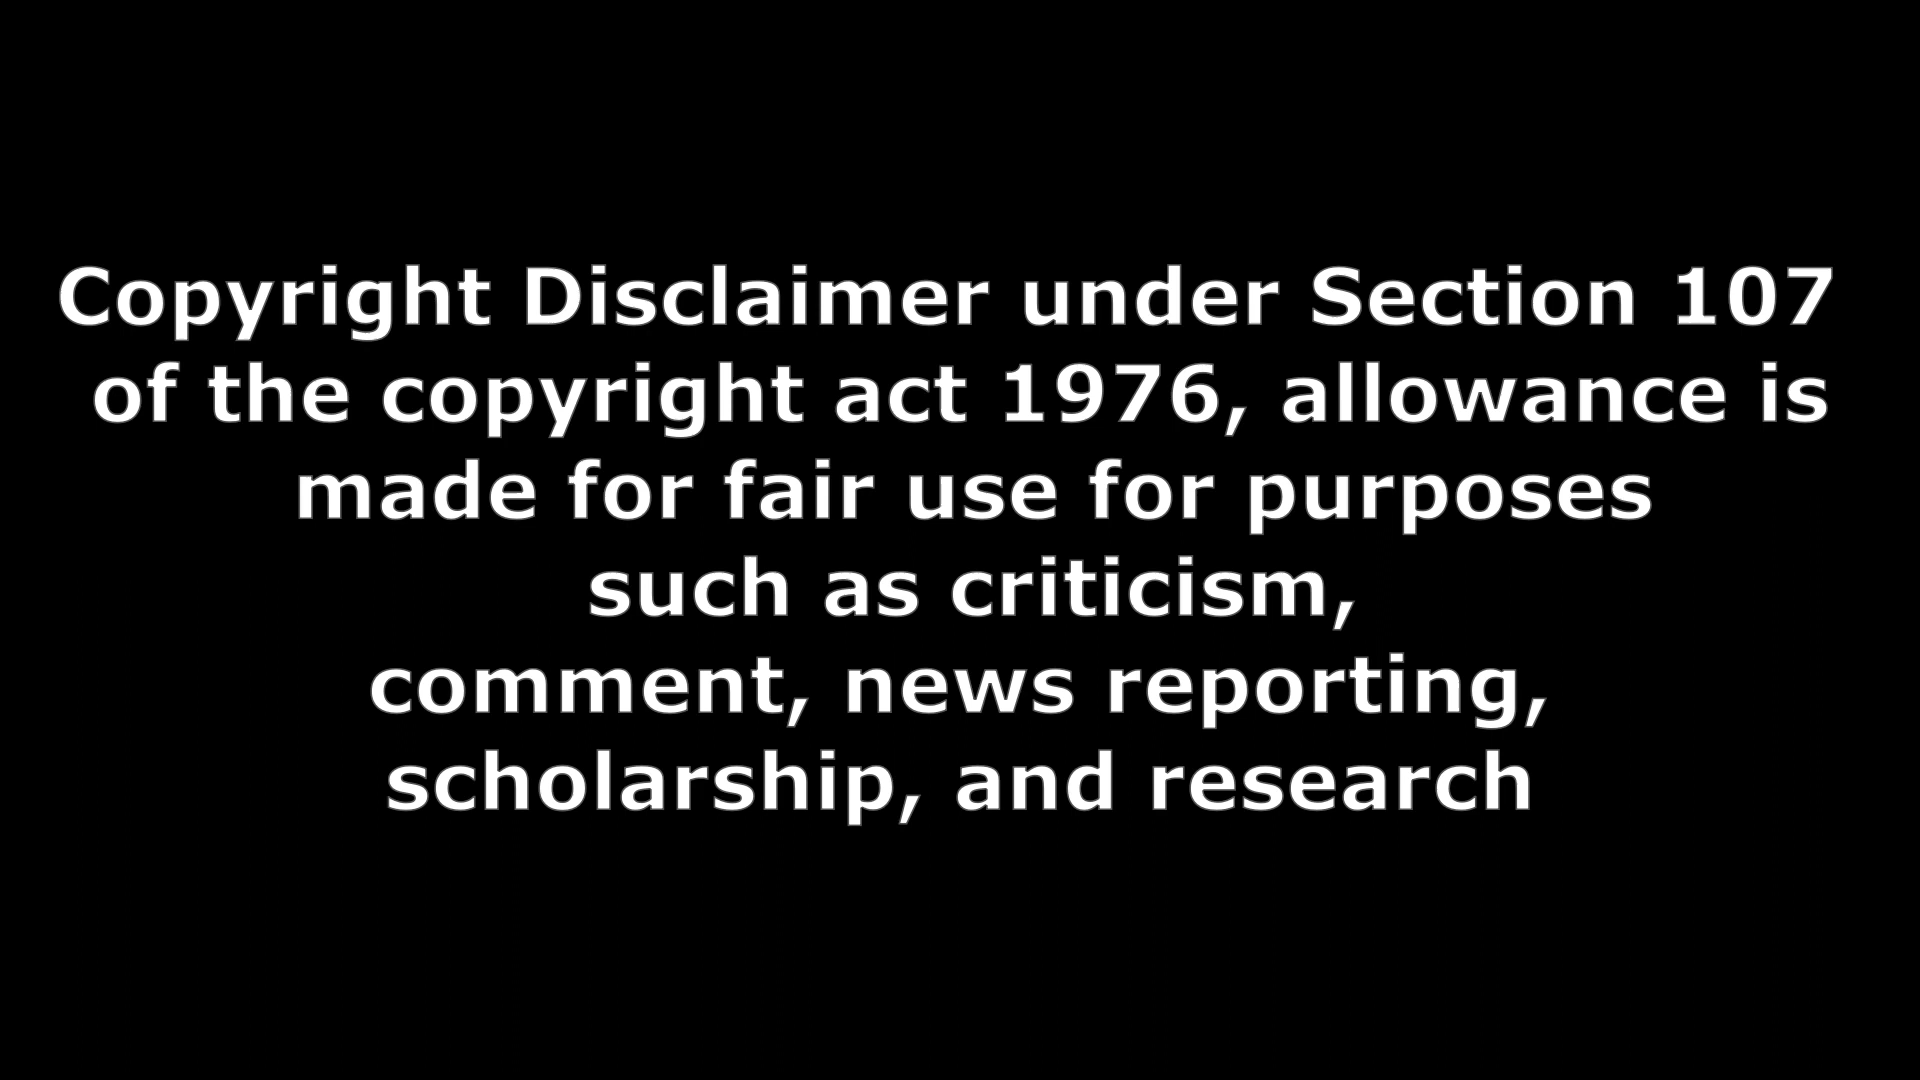 Copyright Disclaimer under Section 107
of the copyright act 1976, allowance is
made for fair use for purposes
such as criticism,
comment, news reporting,
scholarship, and research